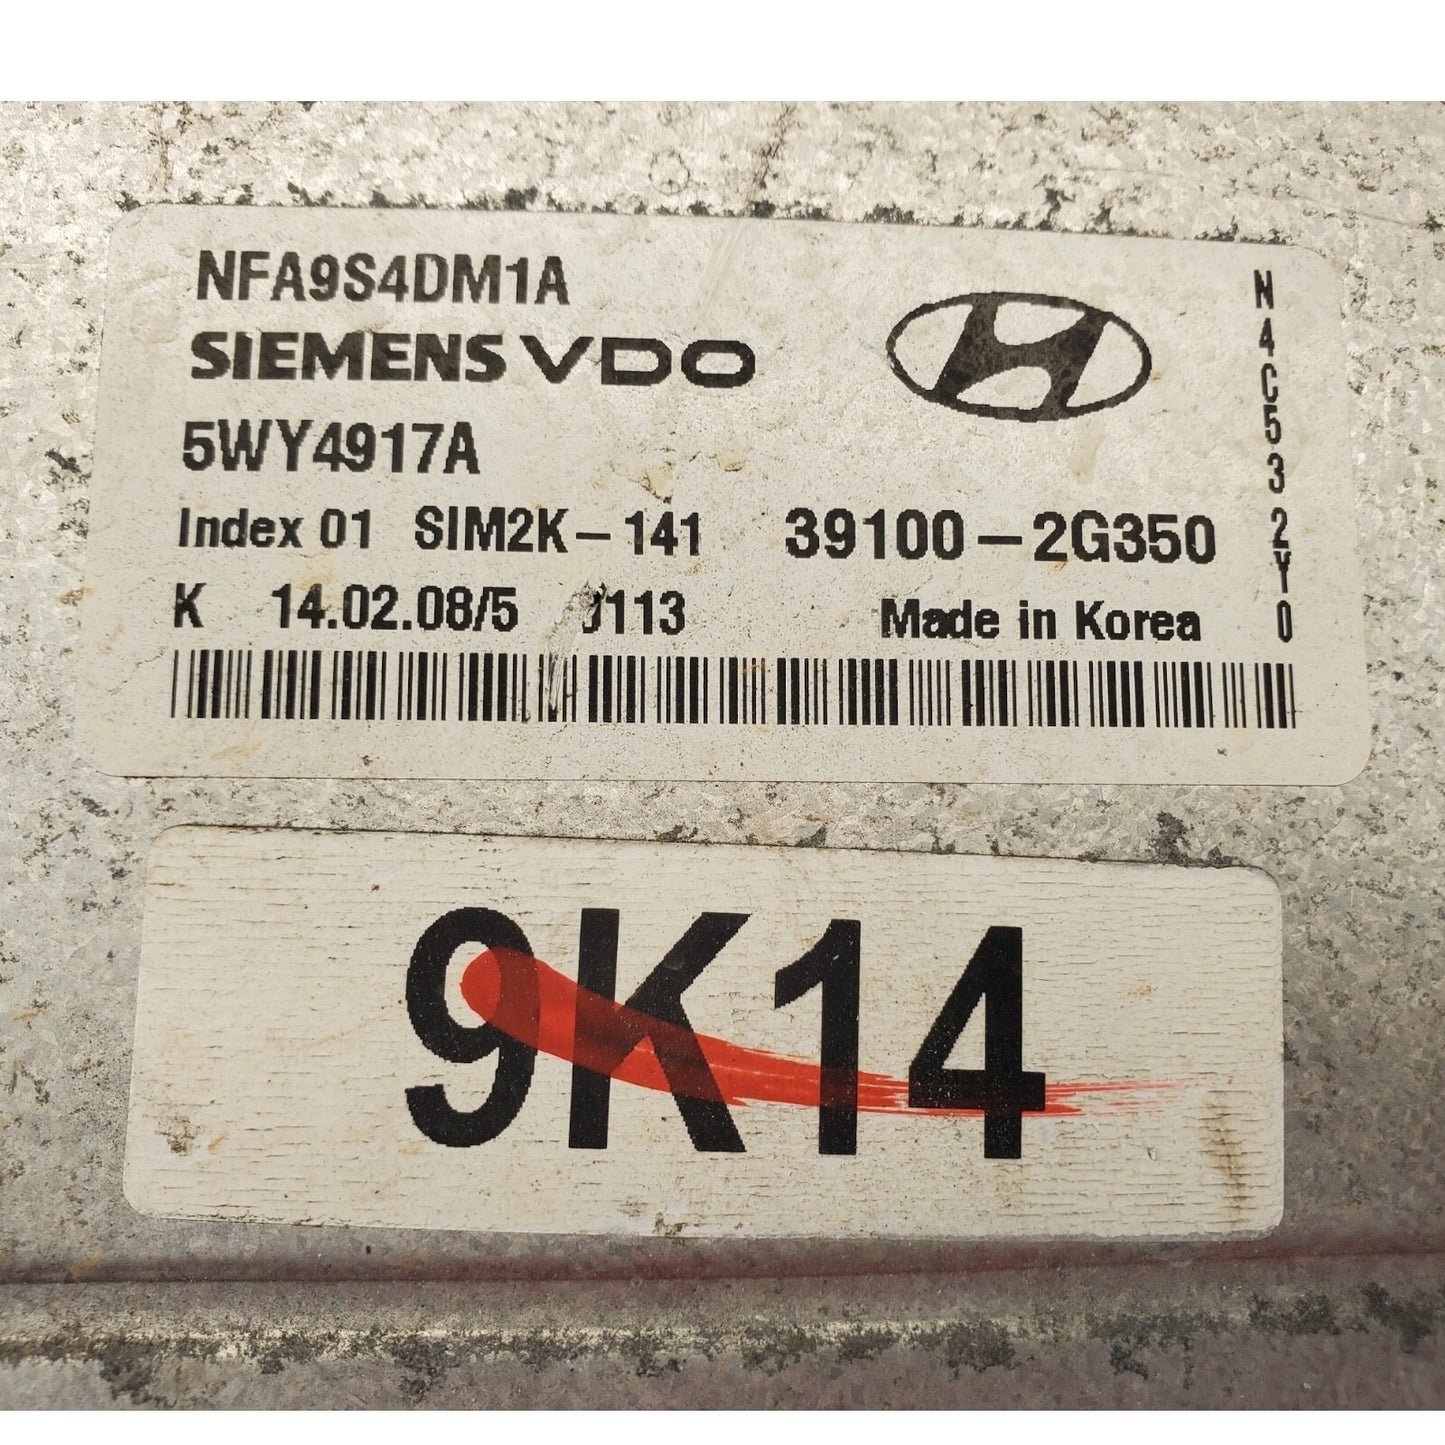 NFA9S4DM1A
SIEMENS VDO
5WY4917A
Index 01 SIM2K-141 39100-2G350
K 14.02.08/5 J113 Made in Korea
N4C532Y0
9K14